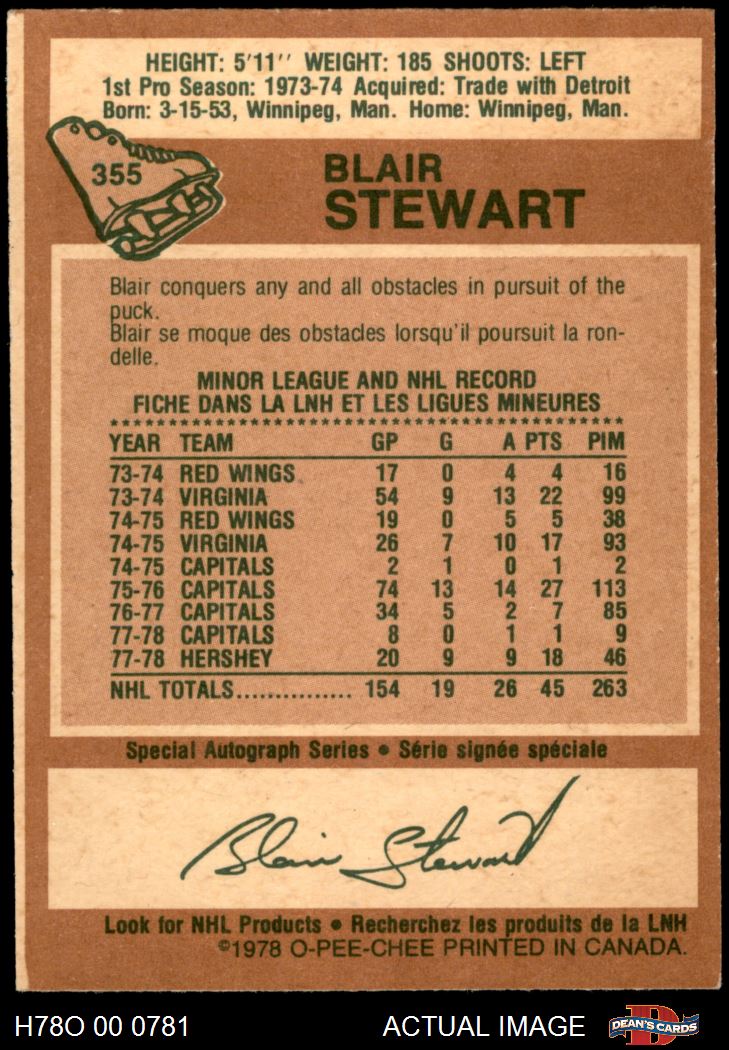 HEIGHT: 5'11'' WEIGHT: 185 SHOOTS: LEFT
1st Pro Season: 1973-74 Acquired: Trade with Detroit
Born: 3-15-53, Winnipeg, Man. Home: Winnipeg, Man.
355
BLAIR
STEWART
Blair conquers any and all obstacles in pursuit of the
puck.
Blair se moque des obstacles lorsqu'il poursuit la ron-
delle.
MINOR LEAGUE AND NHL RECORD
FICHE DANS LA LNH ET LES LIGUES MINEURES
YEAR TEAM GP G A PTS PIM
73-74 RED WINGS 17 0 4 4 16
73-74 VIRGINIA 54 9 13 22 99
74-75 RED WINGS 19 0 5 5 38
74-75 VIRGINIA 26 7 10 17 93
74-75 CAPITALS 2 1 0 1 2
75-76 CAPITALS 74 13 14 27 113
76-77 CAPITALS 34 5 2 7 85
77-78 CAPITALS 8 0 1 1 9
77-78 HERSHEY 20 9 9 18 46
NHL TOTALS............... 154 19 26 45 263
Special Autograph Series • Série signée spéciale
Blair Stewart
Look for NHL Products • Recherchez les produits de la LNH
©1978 O-PEE-CHEE PRINTED IN CANADA.
H78O 00 0781 ACTUAL IMAGE DEAN'S CARDS